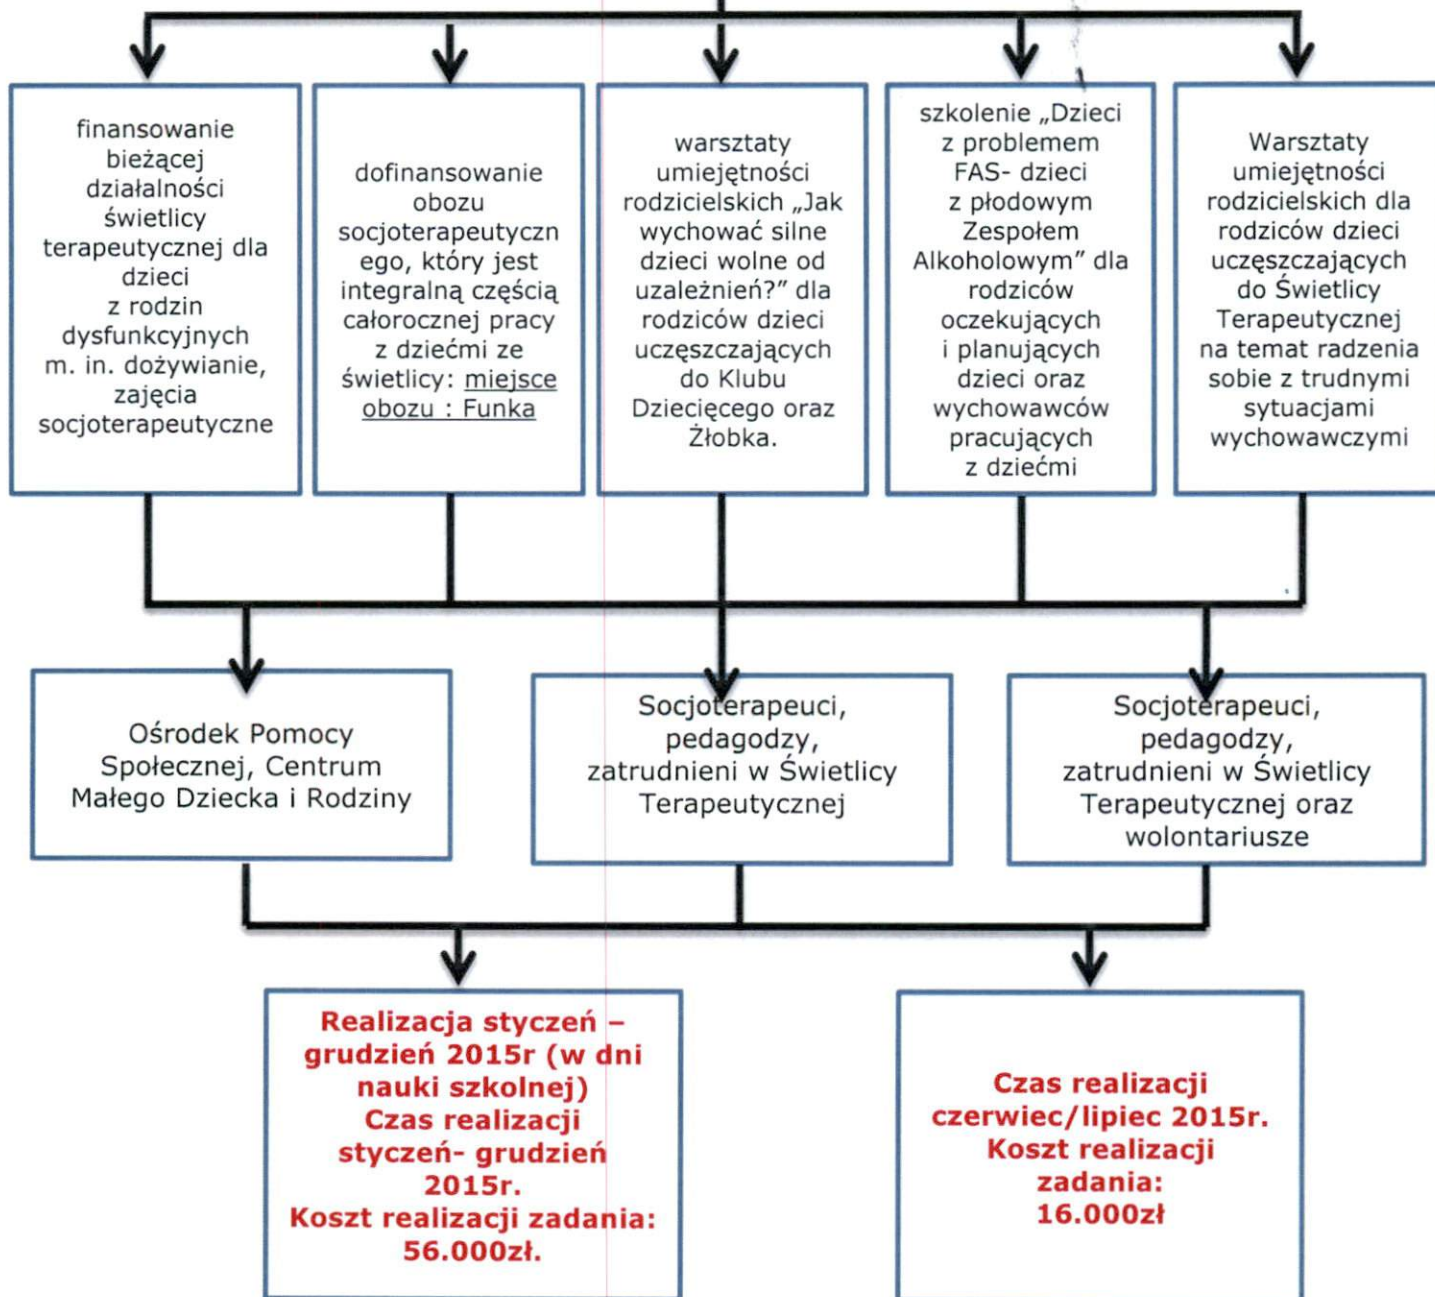 finansowanie
bieżącej
działalności
świetlicy
terapeutycznej dla
dzieci
z rodzin
dysfunkcyjnych
m. in. dożywianie,
zajęcia
socjoterapeutyczne
dofinansowanie
obozu
socjoterapeutyczn
ego, który jest
integralną częścią
całorocznej pracy
z dziećmi ze
świetlicy: miejsce
obozu : Funka
warsztaty
umiejętności
rodzicielskich „Jak
wychować silne
dzieci wolne od
uzależnień?” dla
rodziców dzieci
uczęszczających
do Klubu
Dziecięcego oraz
Żłobka.
szkolenie „Dzieci
z problemem
FAS- dzieci
z płodowym
Zespołem
Alkoholowym” dla
rodziców
oczekujących
i planujących
dzieci oraz
wychowawców
pracujących
z dziećmi
Warsztaty
umiejętności
rodzicielskich dla
rodziców dzieci
uczęszczających
do Świetlicy
Terapeutycznej
na temat radzenia
sobie z trudnymi
sytuacjami
wychowawczymi
Ośrodek Pomocy
Społecznej, Centrum
Małego Dziecka i Rodziny
Socjoterapeuci,
pedagodzy,
zatrudnieni w Świetlicy
Terapeutycznej
Socjoterapeuci,
pedagodzy,
zatrudnieni w Świetlicy
Terapeutycznej oraz
wolontariusze
Realizacja styczeń –
grudzień 2015r (w dni
nauki szkolnej)
Czas realizacji
styczeń- grudzień
2015r.
Koszt realizacji zadania:
56.000zł.
Czas realizacji
czerwiec/lipiec 2015r.
Koszt realizacji
zadania:
16.000zł